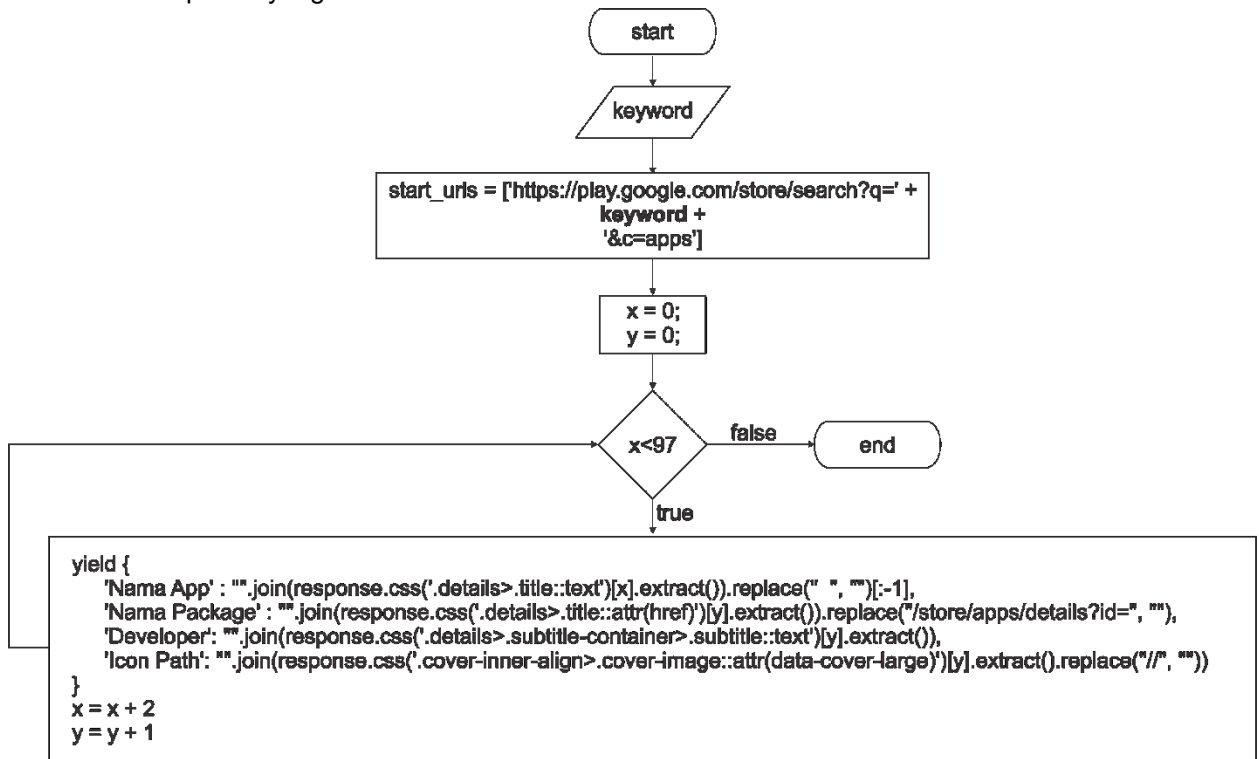 start
keyword
start_urls = ['https://play.google.com/store/search?q=' +
keyword +
'&c=apps']
x = 0;
y = 0;
x<97
false
end
true
yield {
'Nama App' : "".join(response.css('.details>.title::text')[x].extract()).replace("  ", "")[:-1],
'Nama Package' : "".join(response.css('.details>.title::attr(href)')[y].extract()).replace("/store/apps/details?id=", ""),
'Developer': "".join(response.css('.details>.subtitle-container>.subtitle::text')[y].extract()),
'Icon Path': "".join(response.css('.cover-inner-align>.cover-image::attr(data-cover-large)')[y].extract().replace("//", ""))
}
x = x + 2
y = y + 1